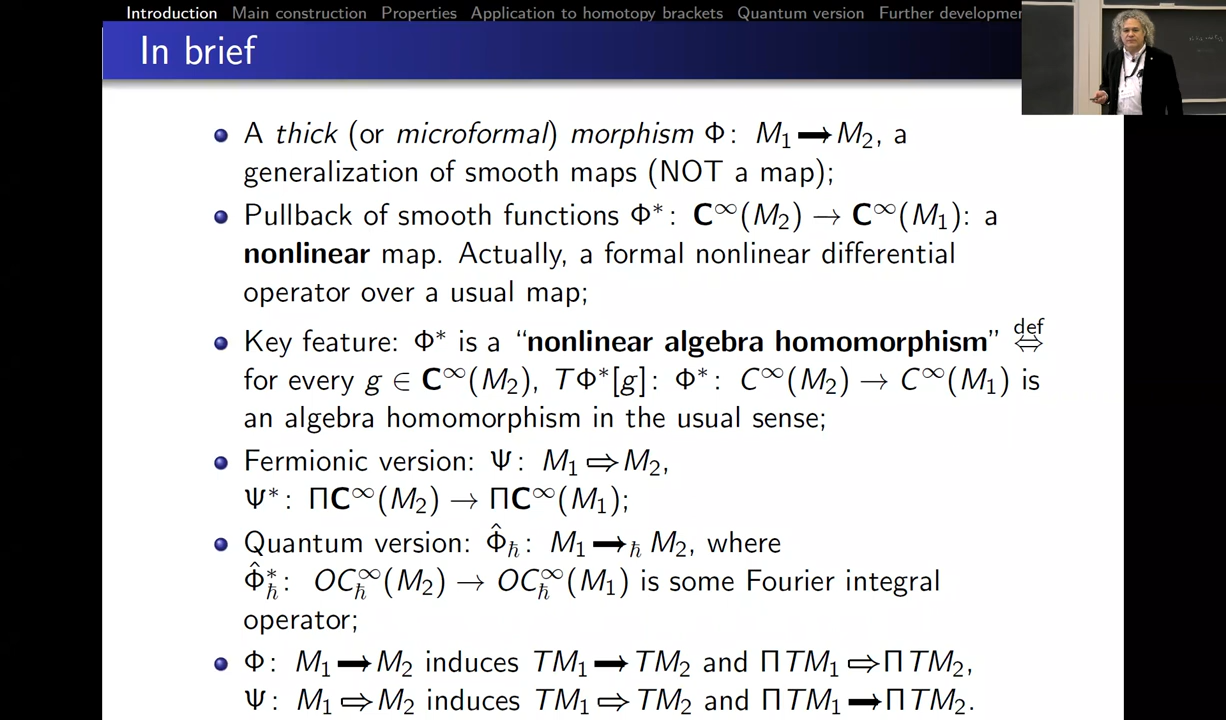 Introduction Main construction Properties Application to homotopy brackets Quantum version Further
In brief
A thick (or microformal) morphism Φ: M₁ ➞ M₂, a
generalization of smooth maps (NOT a map);
Pullback of smooth functions Φ*: C^∞(M₂) → C^∞(M₁): a
nonlinear map. Actually, a formal nonlinear differential
operator over a usual map;
Key feature: Φ* is a “nonlinear algebra homomorphism” def⇔
for every g ∈ C^∞(M₂), TΦ*[g]: Φ*: C^∞(M₂) → C^∞(M₁) is
an algebra homomorphism in the usual sense;
Fermionic version: Ψ: M₁ ⇨ M₂,
Ψ*: ΠC^∞(M₂) → ΠC^∞(M₁);
Quantum version: Φ̂_ℏ: M₁ ➞_ℏ M₂, where
Φ̂*_ℏ: OC^∞_ℏ(M₂) → OC^∞_ℏ(M₁) is some Fourier integral
operator;
Φ: M₁ ➞ M₂ induces TM₁ ➞ TM₂ and ΠTM₁ ⇨ ΠTM₂,
Ψ: M₁ ⇨ M₂ induces TM₁ ⇨ TM₂ and ΠTM₁ ➞ ΠTM₂.